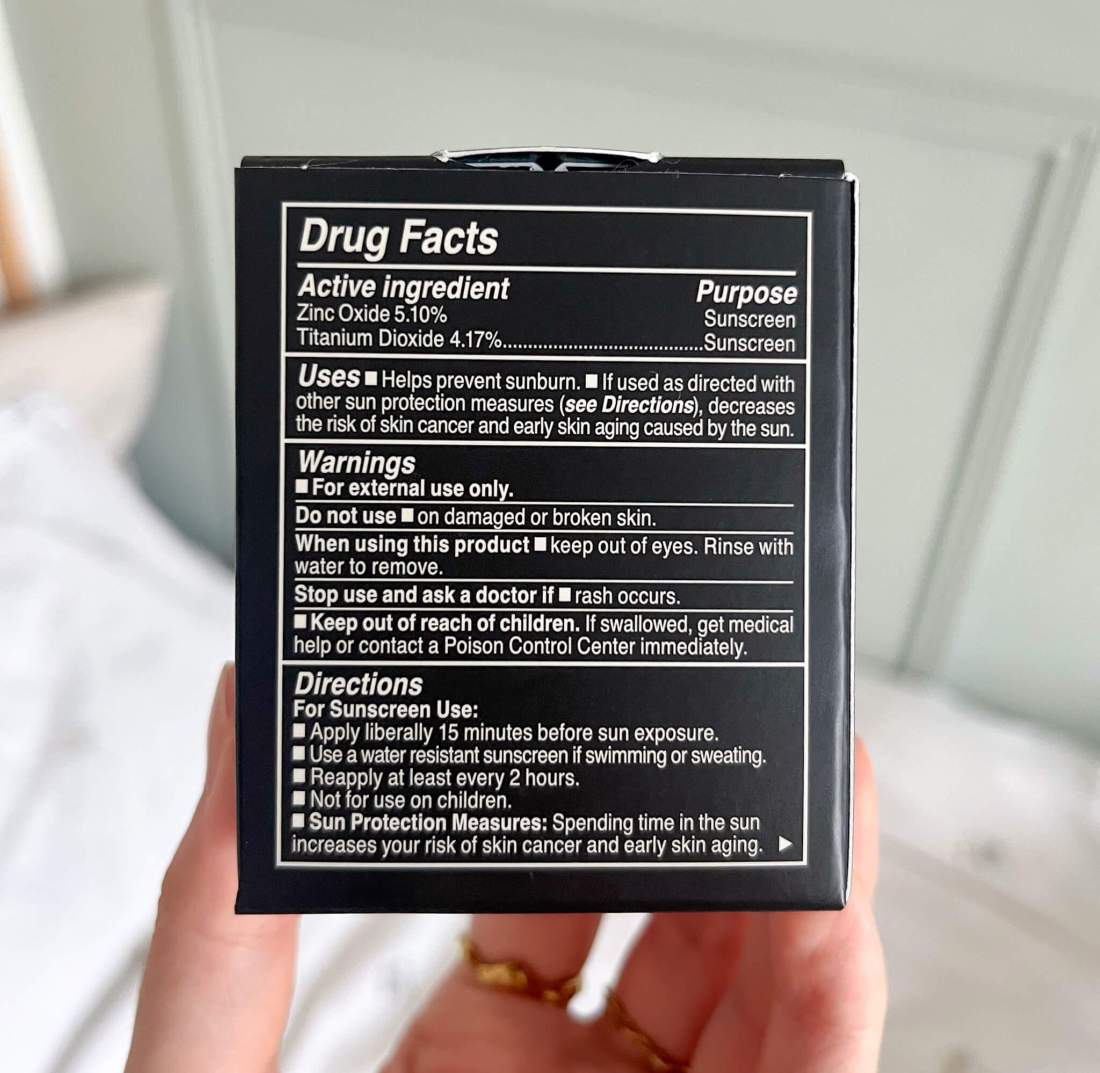 Drug Facts
Active ingredient Purpose
Zinc Oxide 5.10% Sunscreen
Titanium Dioxide 4.17%........................................Sunscreen
Uses ■ Helps prevent sunburn. ■ If used as directed with
other sun protection measures (see Directions), decreases
the risk of skin cancer and early skin aging caused by the sun.
Warnings
■ For external use only.
Do not use ■ on damaged or broken skin.
When using this product ■ keep out of eyes. Rinse with
water to remove.
Stop use and ask a doctor if ■ rash occurs.
■ Keep out of reach of children. If swallowed, get medical
help or contact a Poison Control Center immediately.
Directions
For Sunscreen Use:
■ Apply liberally 15 minutes before sun exposure.
■ Use a water resistant sunscreen if swimming or sweating.
■ Reapply at least every 2 hours.
■ Not for use on children.
■ Sun Protection Measures: Spending time in the sun
increases your risk of skin cancer and early skin aging. ►